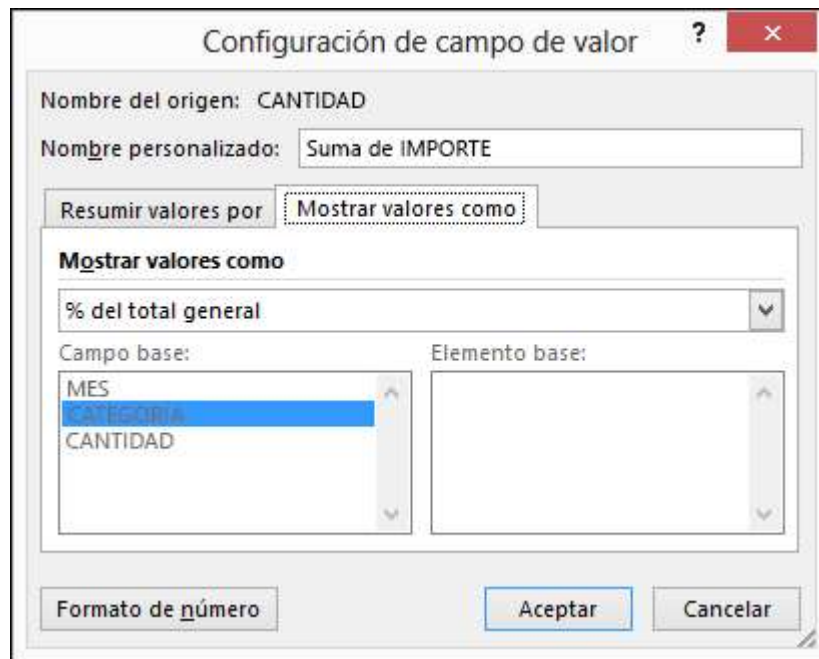 Configuración de campo de valor ? ×
Nombre del origen: CANTIDAD
Nombre personalizado: Suma de IMPORTE
Resumir valores por Mostrar valores como
Mostrar valores como
% del total general
Campo base: Elemento base:
MES
CATEGORÍA
CANTIDAD
Formato de número Aceptar Cancelar